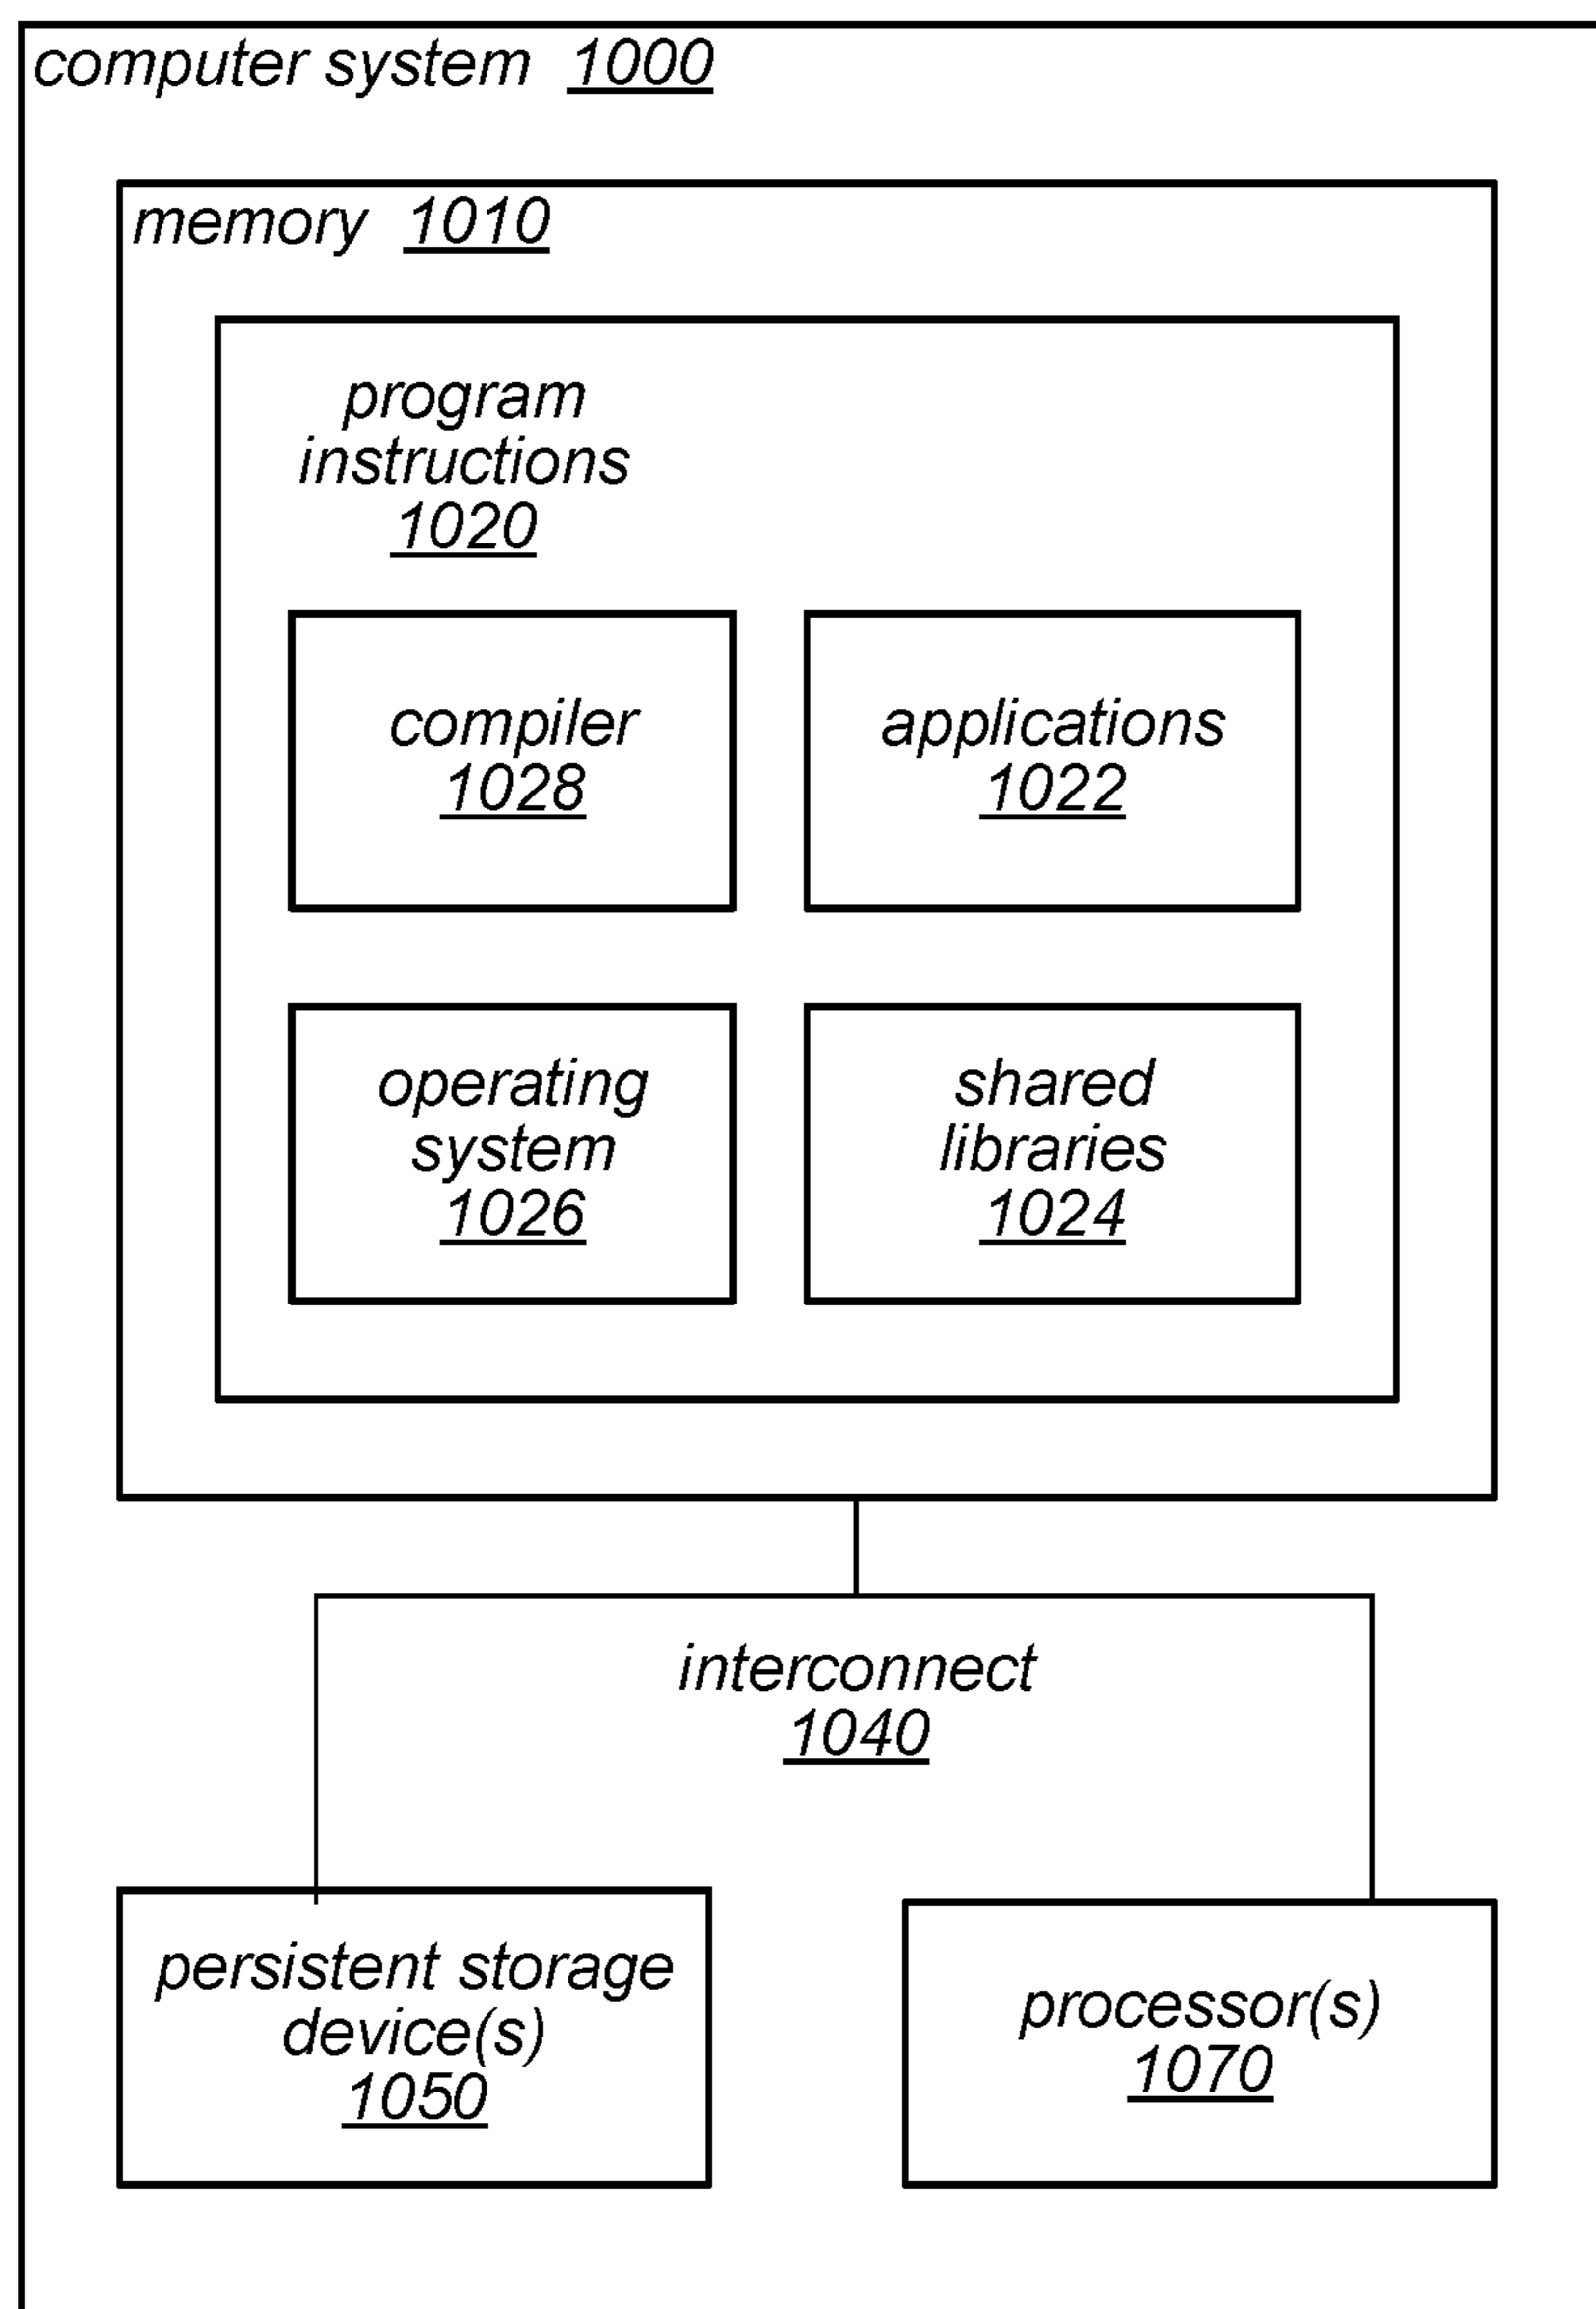 computer system 1000
memory 1010
program
instructions
1020
compiler
1028
applications
1022
operating
system
1026
shared
libraries
1024
interconnect
1040
persistent storage
device(s)
1050
processor(s)
1070